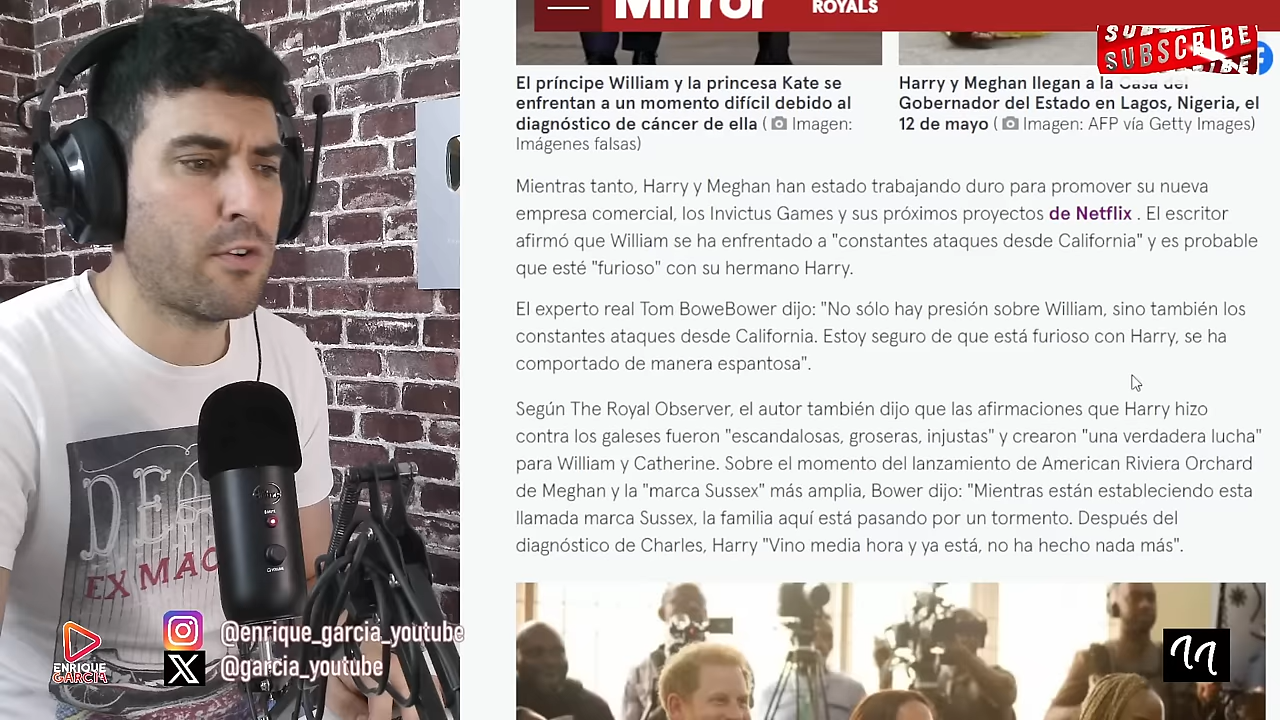 Mirror
ROYALS
SUBSCRIBE
El príncipe William y la princesa Kate se
enfrentan a un momento difícil debido al
diagnóstico de cáncer de ella ( Imagen:
Imágenes falsas)
Harry y Meghan llegan a la Casa del
Gobernador del Estado en Lagos, Nigeria, el
12 de mayo ( Imagen: AFP vía Getty Images)
Mientras tanto, Harry y Meghan han estado trabajando duro para promover su nueva
empresa comercial, los Invictus Games y sus próximos proyectos de Netflix . El escritor
afirmó que William se ha enfrentado a "constantes ataques desde California" y es probable
que esté "furioso" con su hermano Harry.
El experto real Tom BoweBower dijo: "No sólo hay presión sobre William, sino también los
constantes ataques desde California. Estoy seguro de que está furioso con Harry, se ha
comportado de manera espantosa".
Según The Royal Observer, el autor también dijo que las afirmaciones que Harry hizo
contra los galeses fueron "escandalosas, groseras, injustas" y crearon "una verdadera lucha"
para William y Catherine. Sobre el momento del lanzamiento de American Riviera Orchard
de Meghan y la "marca Sussex" más amplia, Bower dijo: "Mientras están estableciendo esta
llamada marca Sussex, la familia aquí está pasando por un tormento. Después del
diagnóstico de Charles, Harry "Vino media hora y ya está, no ha hecho nada más".
EX MAC
ENRIQUE
GARCIA
@enrique_garcia_youtube
@garcia_youtube